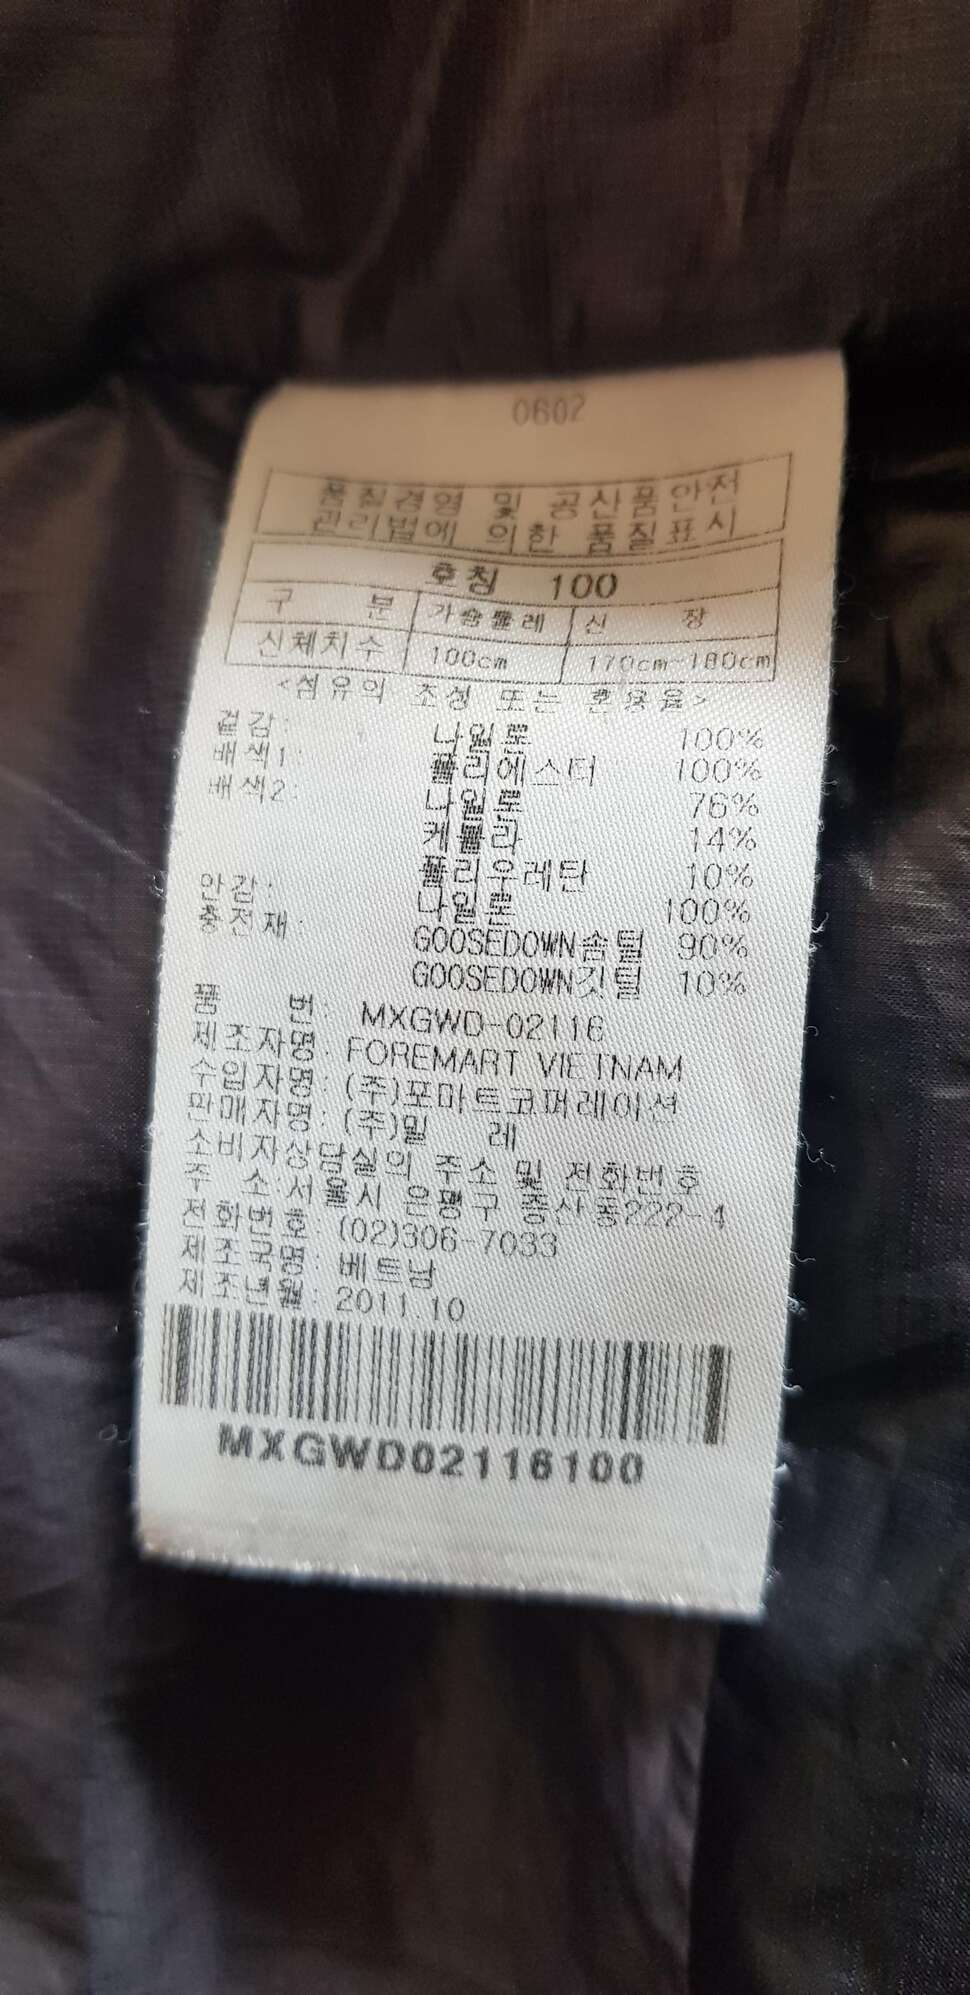 0602
품질경영 및 공산품안전
관리법에 의한 품질표시
호칭 100
구 분 가슴둘레 신 장
신체치수 100cm 170cm-180cm
<섬유의 조성 또는 혼용율>
겉감: 나일론 100%
배색1: 폴리에스터 100%
배색2: 나일론 76%
케블라 14%
폴리우레탄 10%
안감: 나일론 100%
충전재: GOOSEDOWN솜털 90%
GOOSEDOWN깃털 10%
품 번: MXGWD-02116
제조자명: FOREMART VIETNAM
수입자명: (주)포마트코퍼레이션
판매자명: (주)밀 레
소비자상담실의 주소 및 전화번호
주 소:서울시 은평구 증산동222-4
전화번호: (02)306-7033
제조국명: 베트남
제조년월: 2011.10
MXGWD02116100